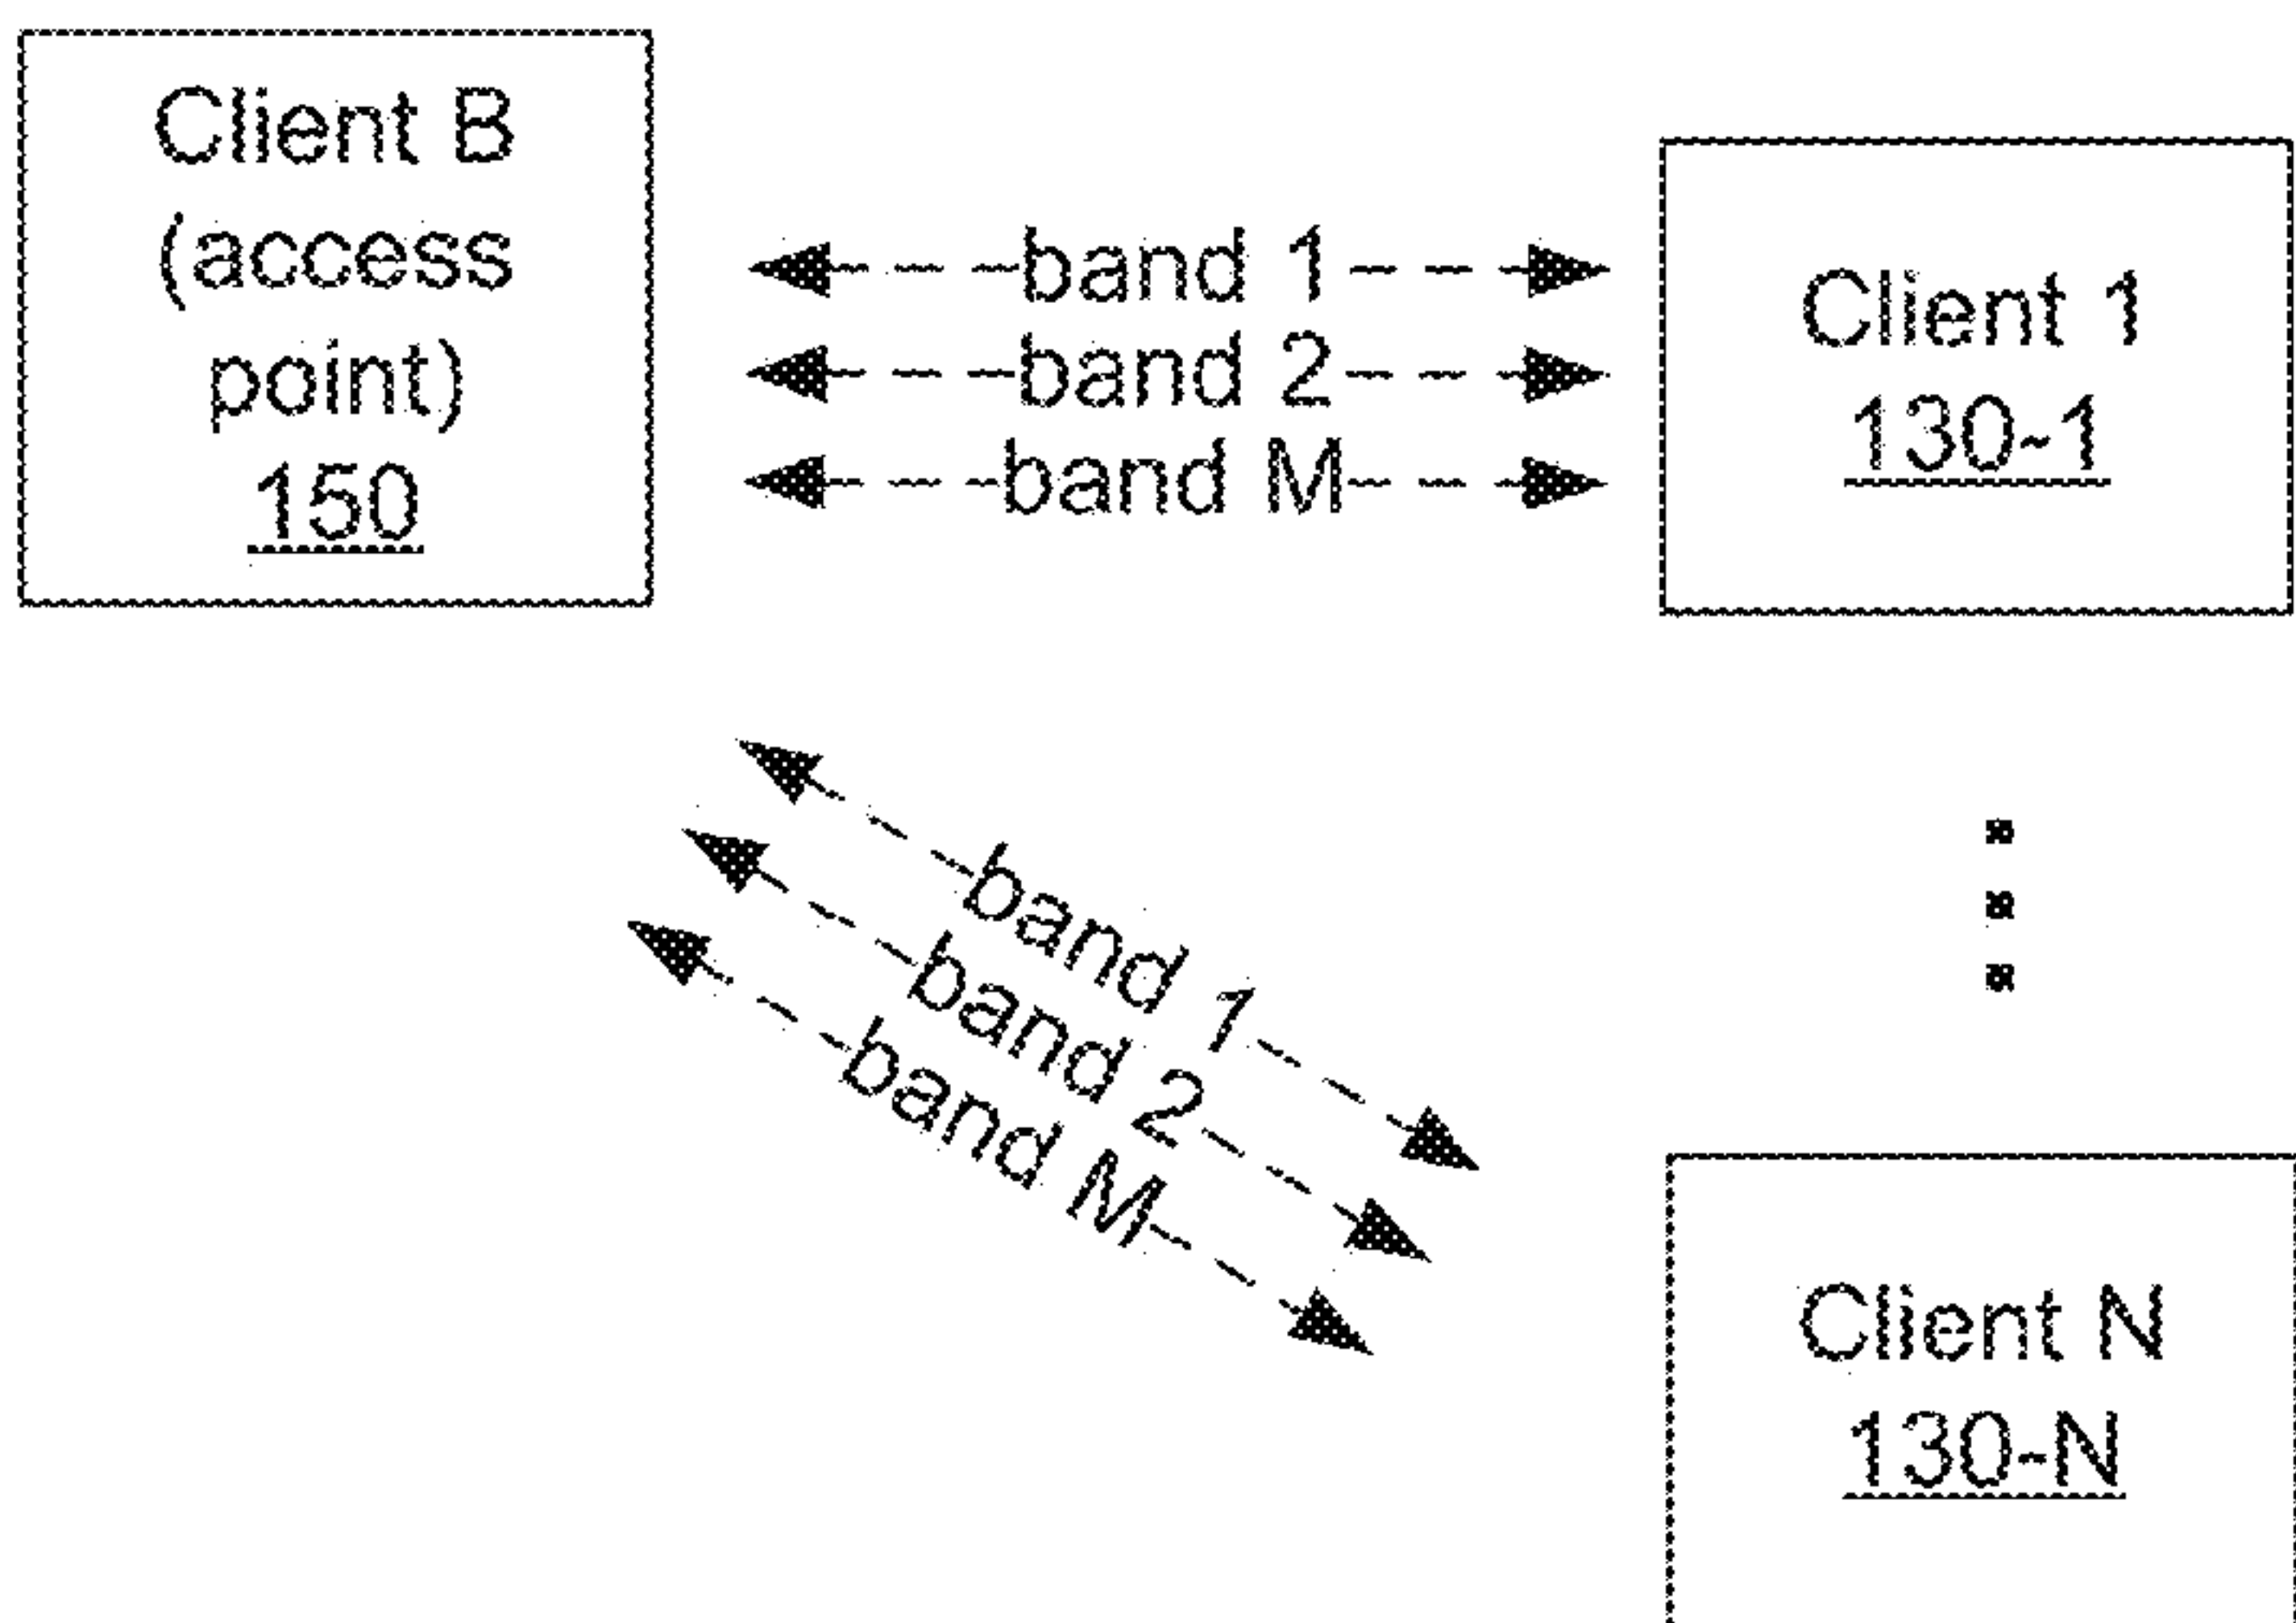 Client B
(access
point)
150
band 1
band 2
band M
Client 1
130-1
band 1
band 2
band M
Client N
130-N